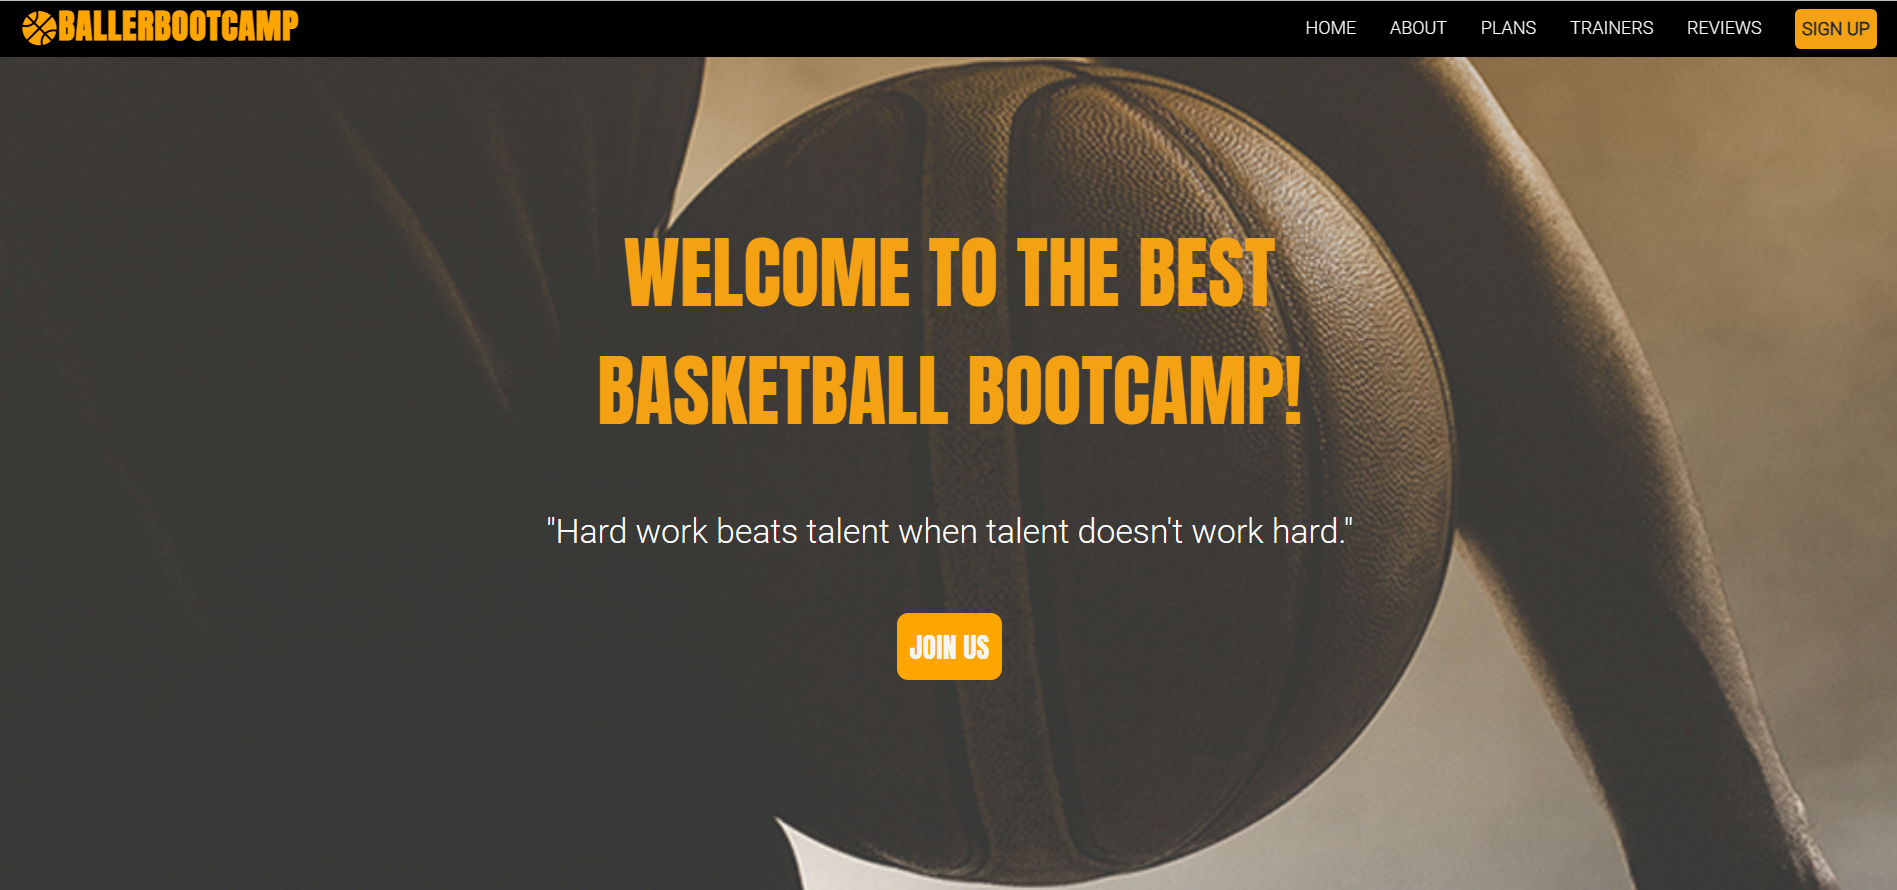 BALLERBOOTCAMP
HOME ABOUT PLANS TRAINERS REVIEWS SIGN UP
WELCOME TO THE BEST
BASKETBALL BOOTCAMP!
"Hard work beats talent when talent doesn't work hard."
JOIN US